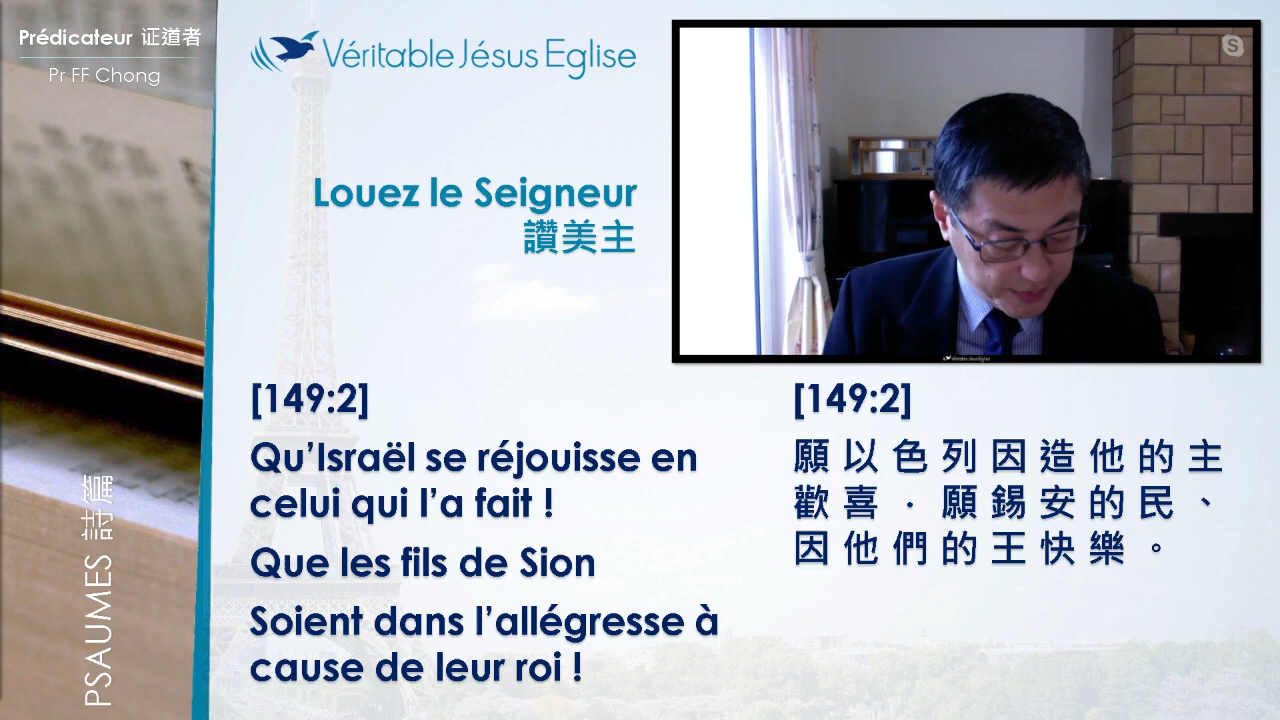 Prédicateur 证道者
Pr FF Chong
Véritable Jésus Eglise
Louez le Seigneur
讚美主
[149:2]
Qu’Israël se réjouisse en
celui qui l’a fait !
Que les fils de Sion
Soient dans l’allégresse à
cause de leur roi !
[149:2]
願以色列因造他的主
歡喜．願錫安的民、
因他們的王快樂。
PSAUMES 詩篇
Véritable Jésus Eglise